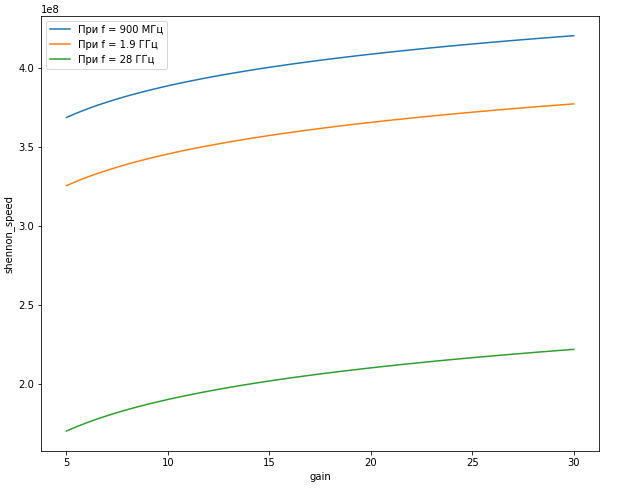 1e8
При f = 900 МГц
При f = 1.9 ГГц
При f = 28 ГГц
4.0
3.5
3.0
2.5
2.0
shennon_speed
5 10 15 20 25 30
gain